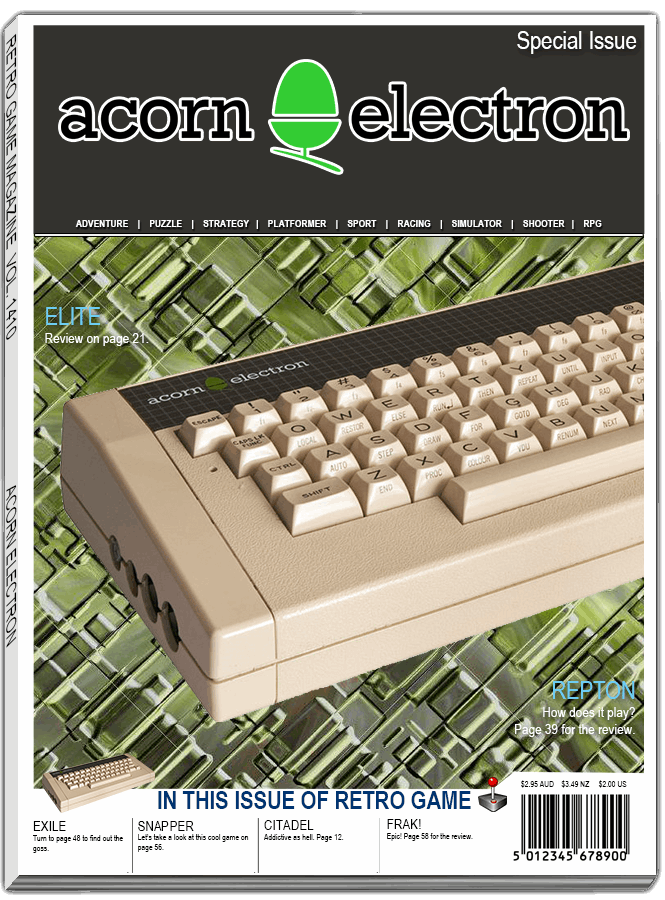 Special Issue
acorn electron
ADVENTURE | PUZZLE | STRATEGY | PLATFORMER | SPORT | RACING | SIMULATOR | SHOOTER | RPG
RETRO GAME MAGAZINE VOL. 1410
ACORN ELECTRON
ELITE
Review on page 21.
acorn electron
ESCAPE
CAPS LK FUNC Q W E R T Y U I O
LOCAL RESTOR ELSE RUN THEN REPEAT UNTIL INPUT
CTRL A S D F G H J
AUTO STEP DRAW FOR GOTO DEC RAD
SHIFT Z X C V B N
END PROC COLOUR VDU RENUM NEXT
REPTON
How does it play?
Page 39 for the review.
IN THIS ISSUE OF RETRO GAME
$2.95 AUD $3.49 NZ $2.00 US
EXILE
Turn to page 48 to find out the
goss.
SNAPPER
Let's take a look at this cool game on
page 56.
CITADEL
Addictive as hell. Page 12.
FRAK!
Epic! Page 58 for the review.
5 012345 678900